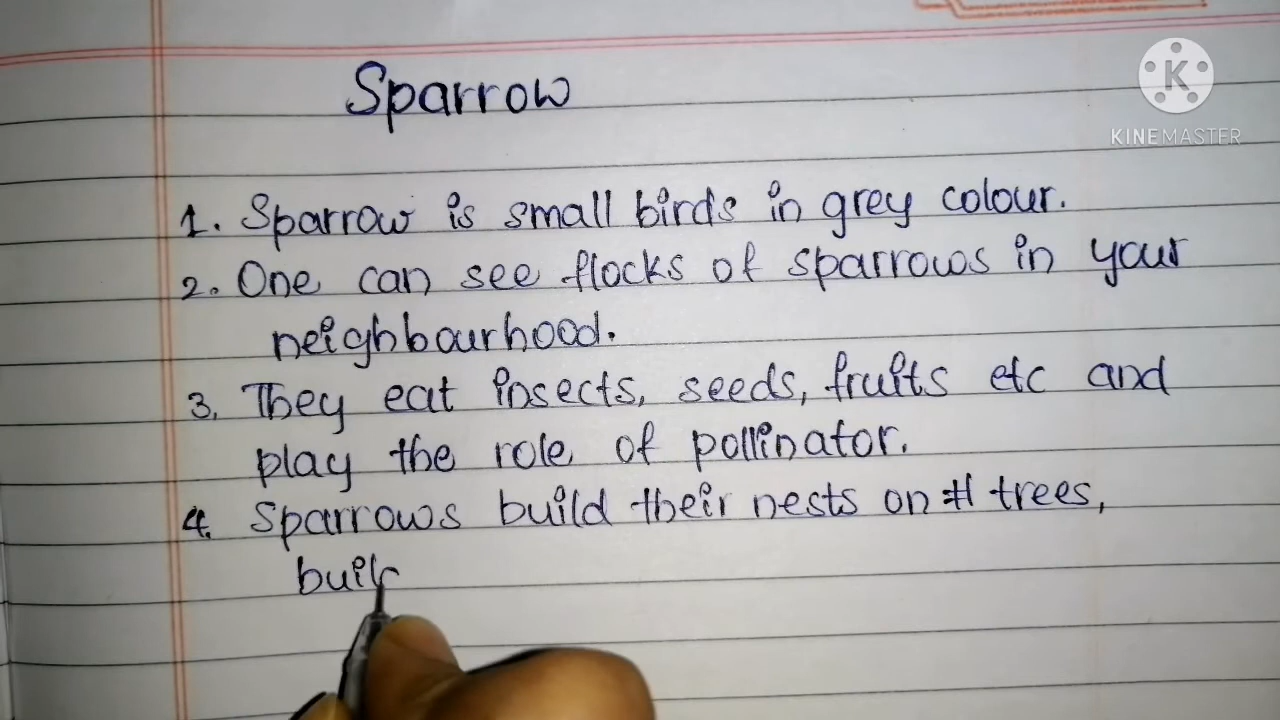 Sparrow
K
KINEMASTER
1. Sparrow is small birds in grey colour.
2. One can see flocks of sparrows in your
neighbourhood.
3. They eat insects, seeds, fruits etc and
play the role of pollinator.
4. Sparrows build their nests on trees,
buil